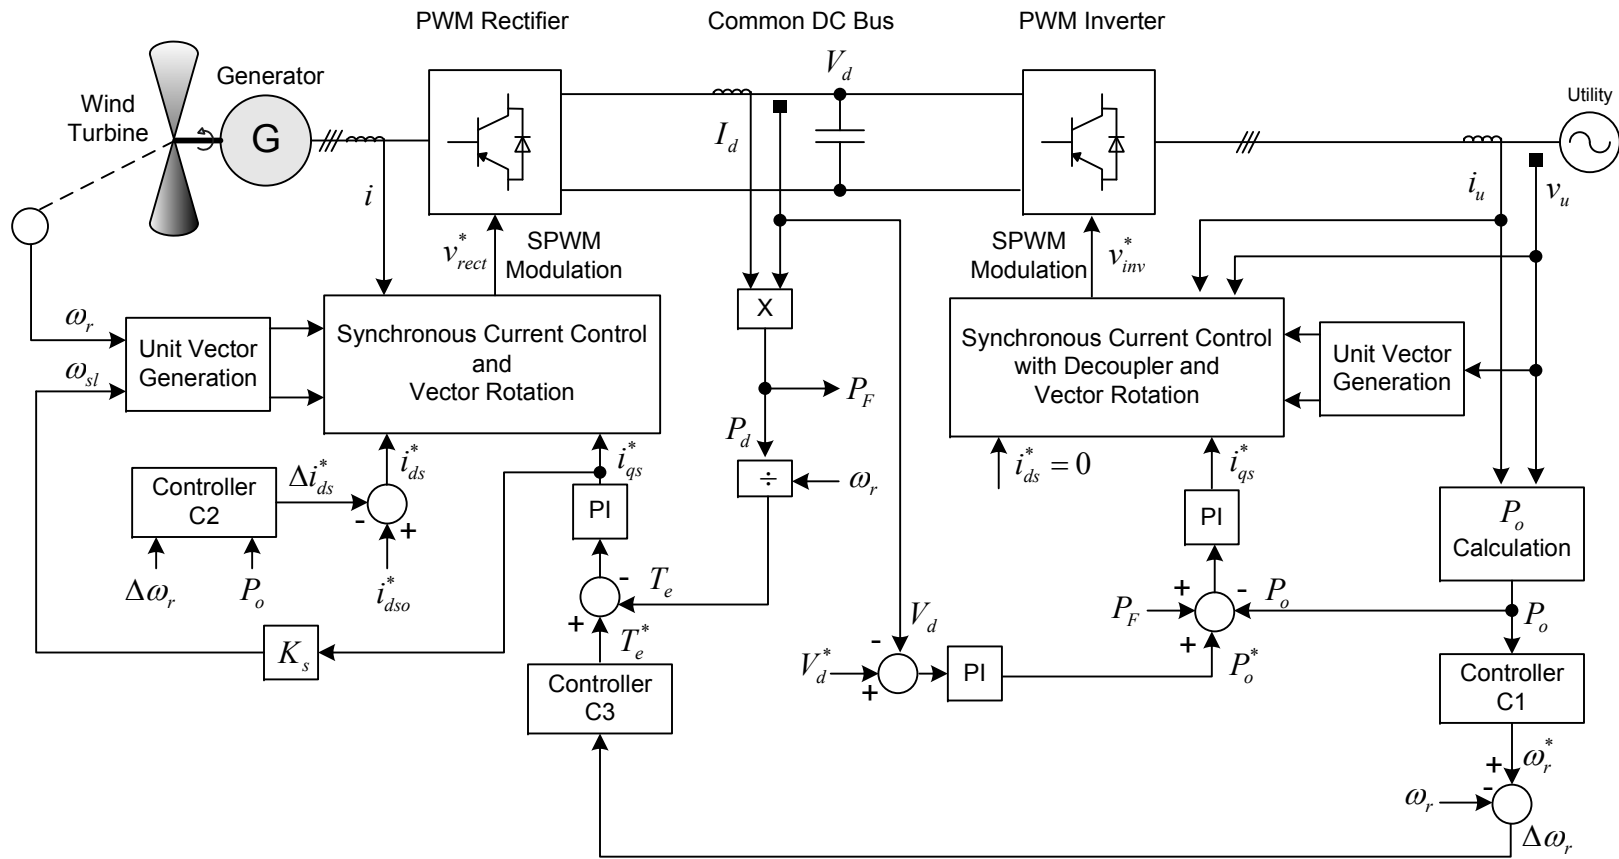 PWM Rectifier
Common DC Bus
PWM Inverter
Generator
Wind
Turbine
G
V_d
I_d
Utility
i
i_u
v_u
v*_rect
SPWM
Modulation
SPWM
Modulation
v*_inv
ω_r
ω_sl
Unit Vector
Generation
Synchronous Current Control
and
Vector Rotation
X
P_F
P_d
÷
ω_r
Synchronous Current Control
with Decoupler and
Vector Rotation
Unit Vector
Generation
i*_ds
i*_qs
i*_ds = 0
i*_qs
Controller
C2
Δi*_ds
-
+
i*_dso
Δω_r
P_o
PI
-
+
T_e
T*_e
PI
P_o
Calculation
P_F
+
-
+
P_o
P_o
P*_o
K_s
Controller
C3
V_d
V*_d
-
+
PI
Controller
C1
ω*_r
+
-
ω_r
Δω_r